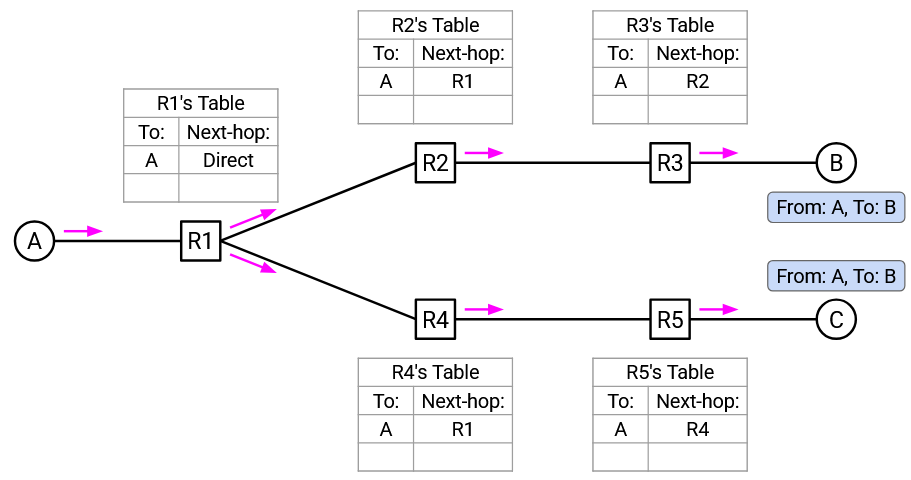 R2's Table
To: Next-hop:
A R1
R3's Table
To: Next-hop:
A R2
R1's Table
To: Next-hop:
A Direct
R2
R3
B
From: A, To: B
A
R1
From: A, To: B
R4
R5
C
R4's Table
To: Next-hop:
A R1
R5's Table
To: Next-hop:
A R4